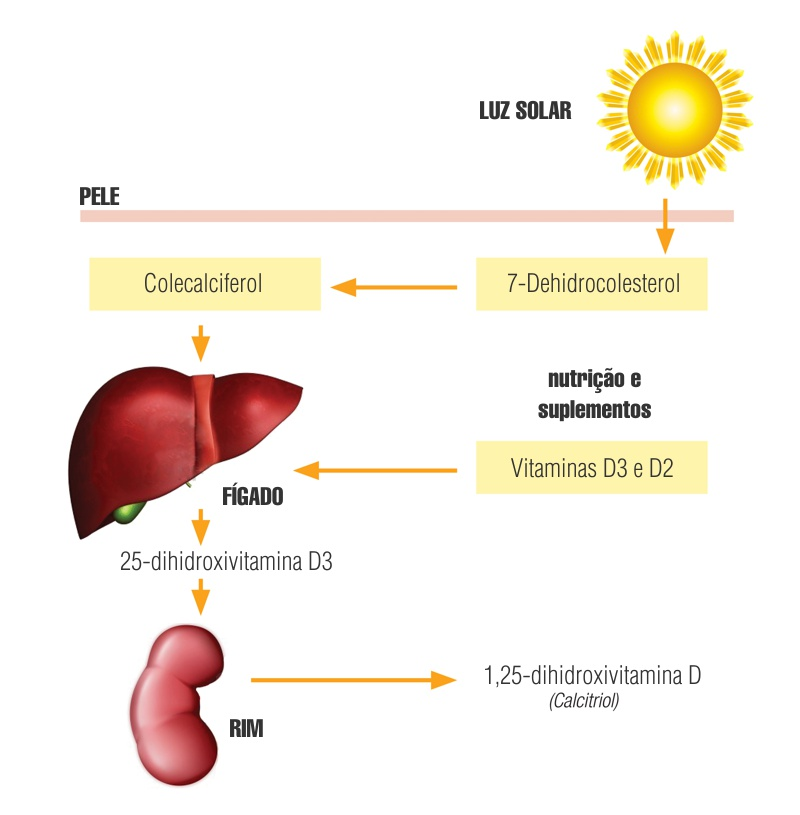 LUZ SOLAR
PELE
Colecalciferol
7-Dehidrocolesterol
nutrição e
suplementos
Vitaminas D3 e D2
FÍGADO
25-dihidroxivitamina D3
1,25-dihidroxivitamina D
(Calcitriol)
RIM